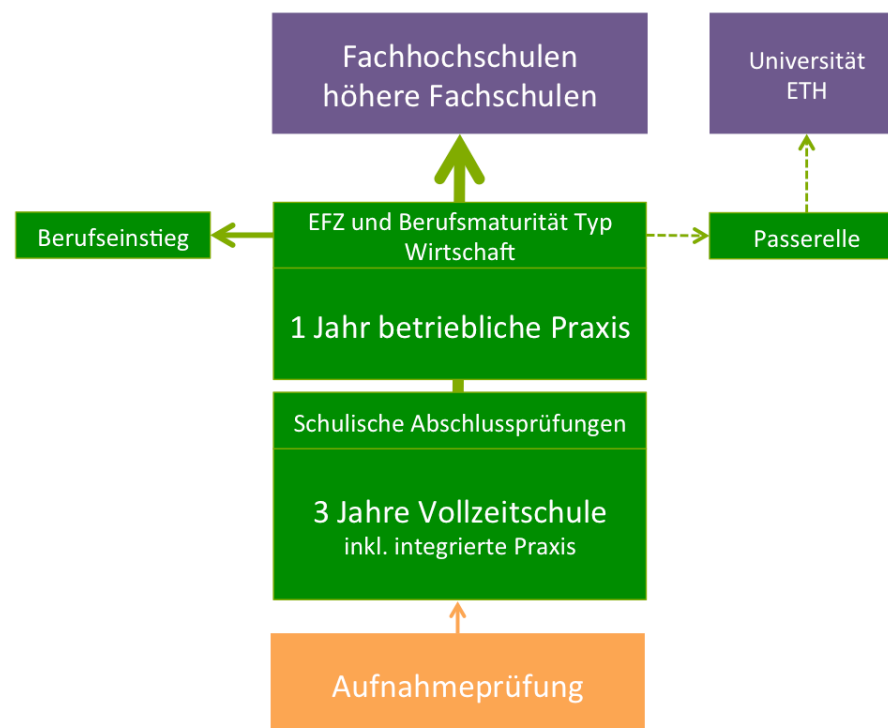 Fachhochschulen
höhere Fachschulen
Universität
ETH
Berufseinstieg
EFZ und Berufsmaturität Typ
Wirtschaft
Passerelle
1 Jahr betriebliche Praxis
Schulische Abschlussprüfungen
3 Jahre Vollzeitschule
inkl. integrierte Praxis
Aufnahmeprüfung